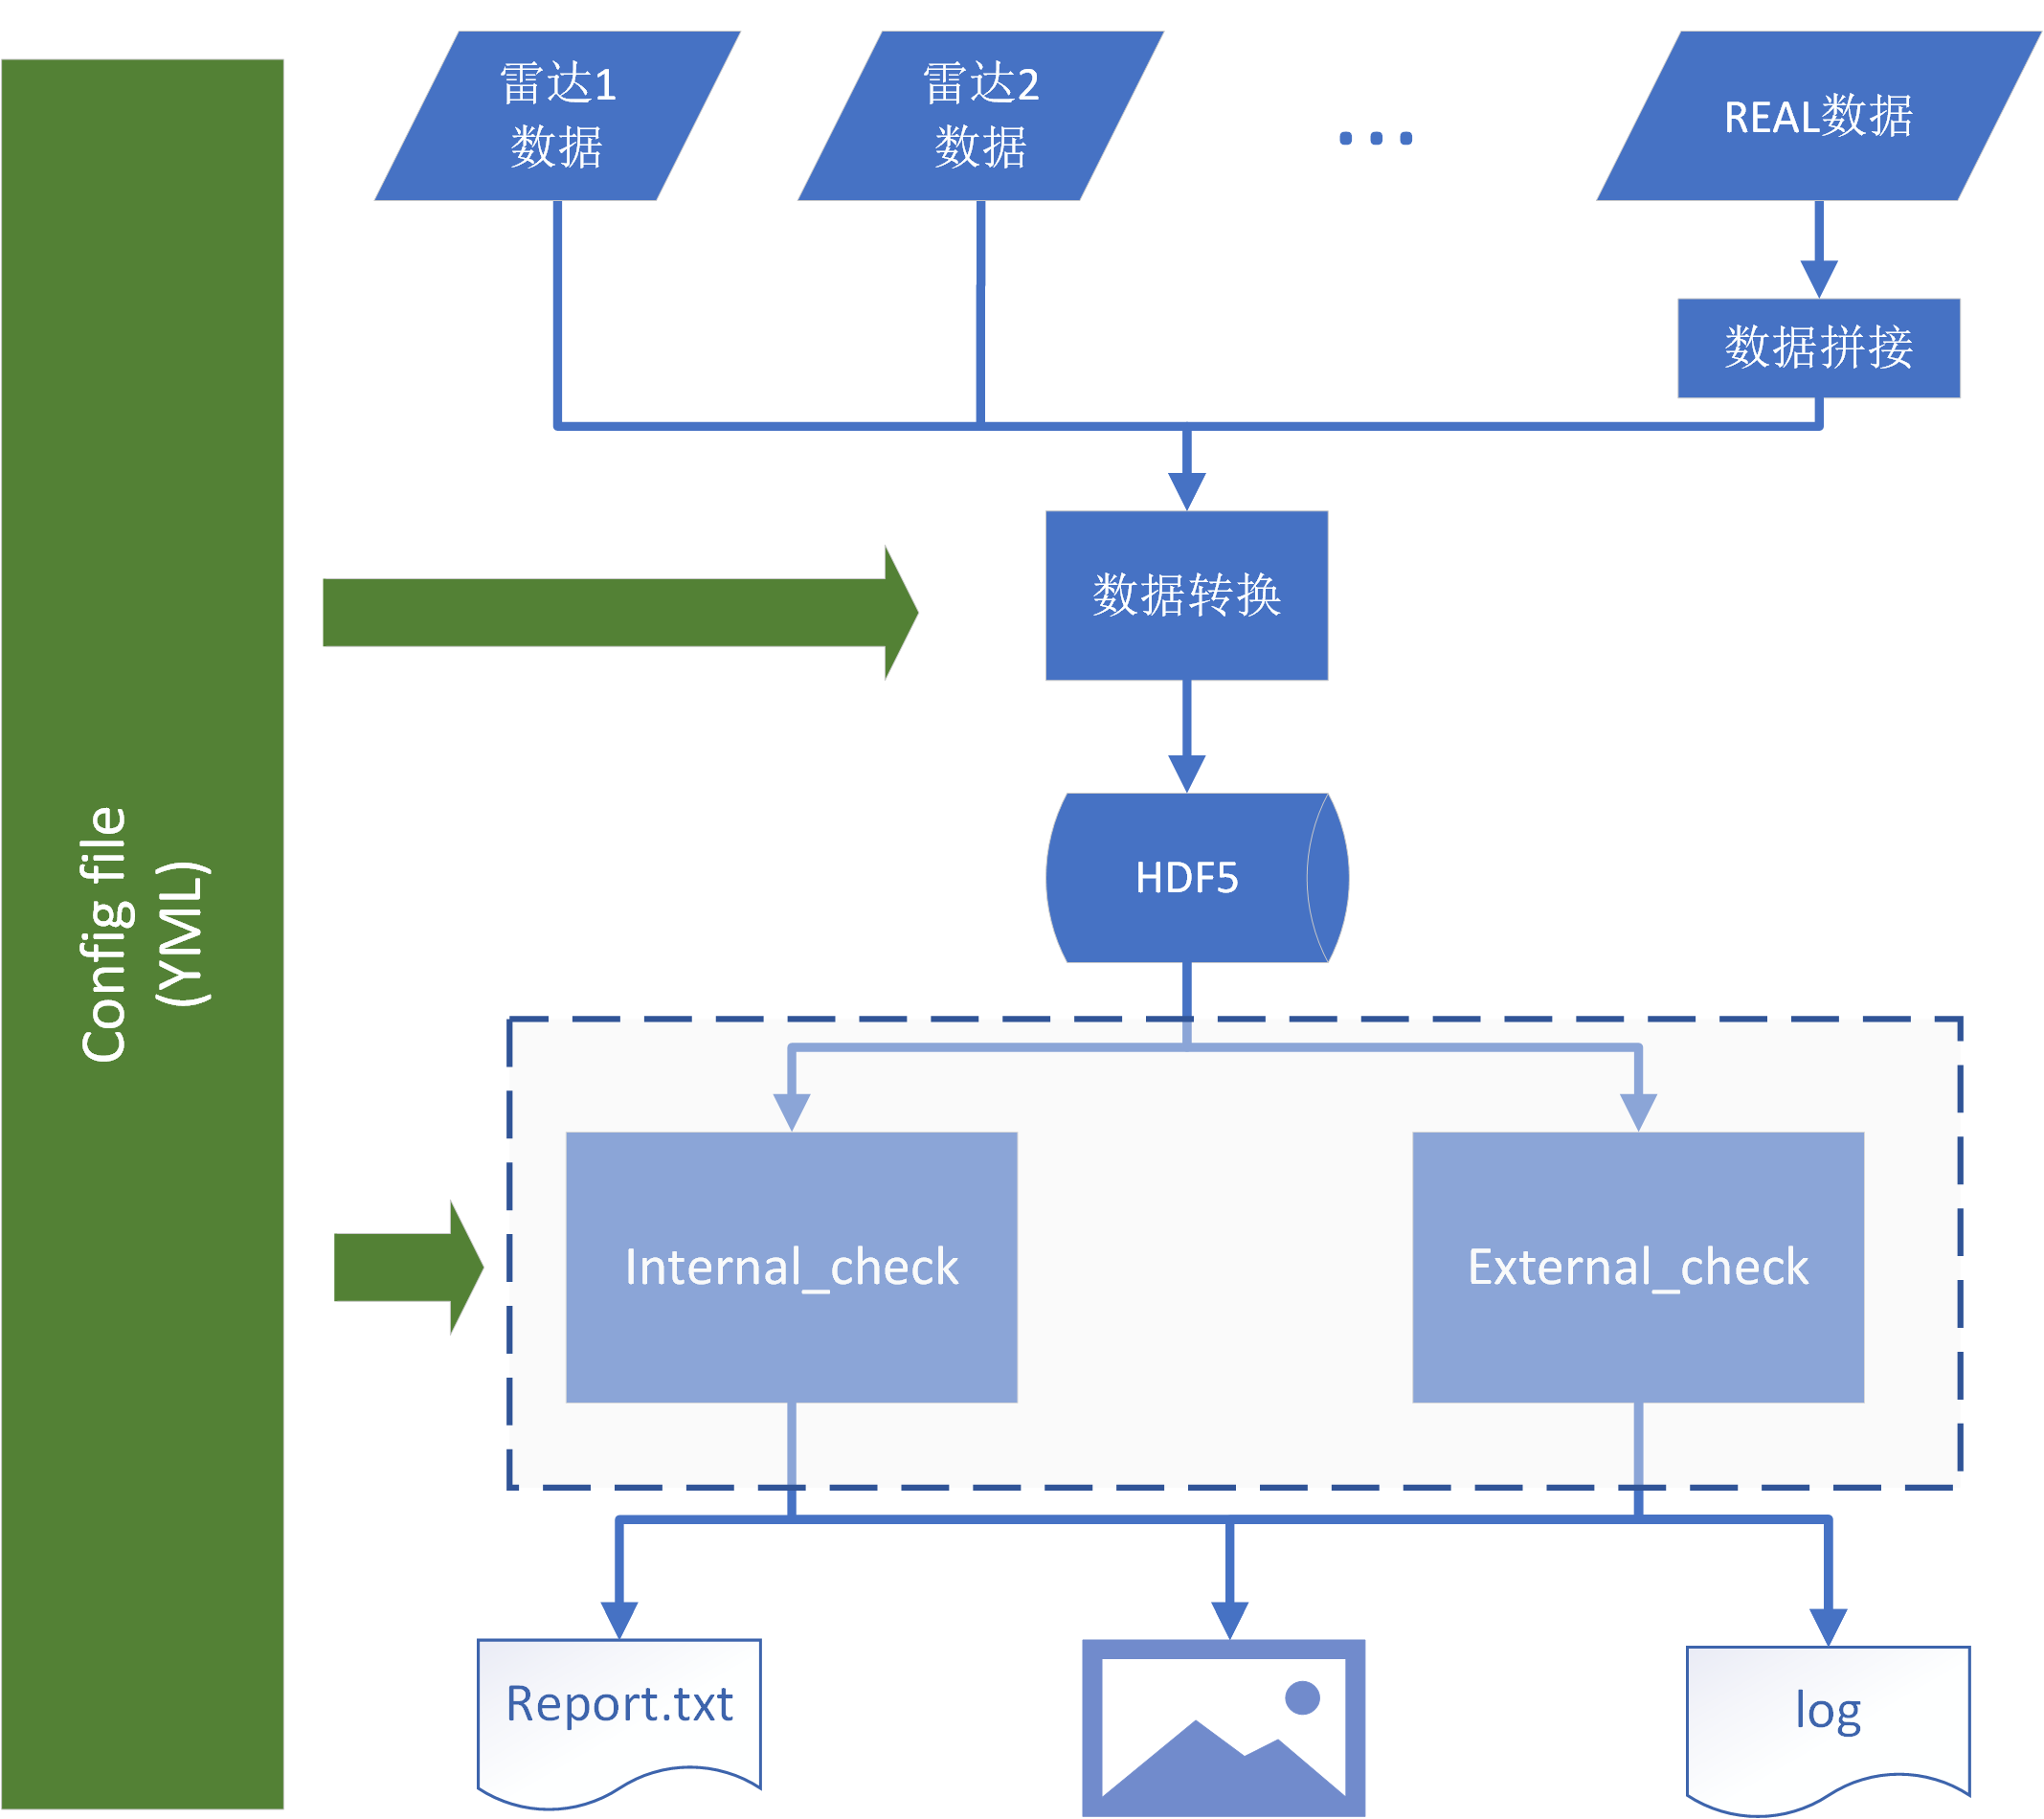 雷达1
数据
雷达2
数据
...
REAL数据
数据拼接
数据转换
HDF5
Config file
(YML)
Internal_check
External_check
Report.txt
log